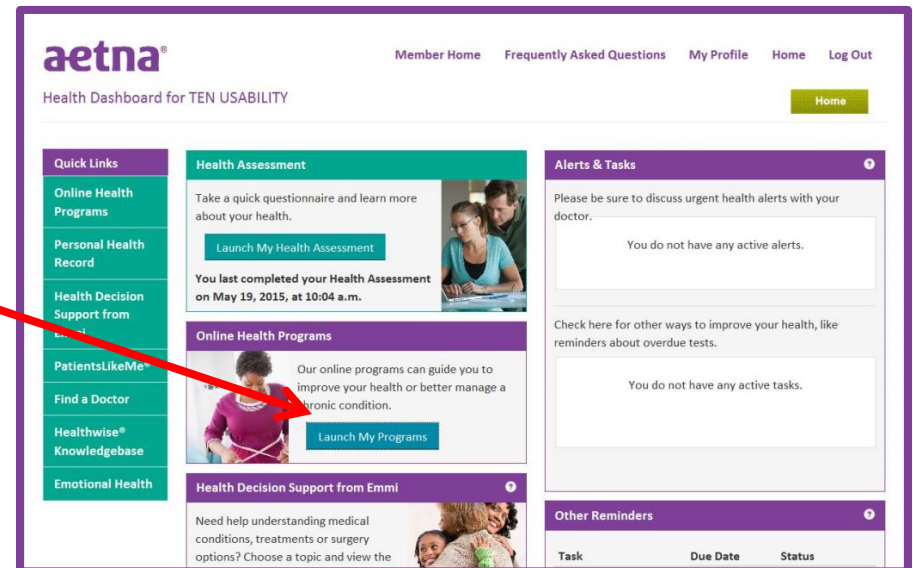 aetna®
Member Home Frequently Asked Questions My Profile Home Log Out
Health Dashboard for TEN USABILITY
Home
Quick Links
Online Health
Programs
Personal Health
Record
Health Decision
Support from
PatientsLikeMe®
Find a Doctor
Healthwise®
Knowledgebase
Emotional Health
Health Assessment
Take a quick questionnaire and learn more
about your health.
Launch My Health Assessment
You last completed your Health Assessment
on May 19, 2015, at 10:04 a.m.
Online Health Programs
Our online programs can guide you to
improve your health or better manage a
chronic condition.
Launch My Programs
Health Decision Support from Emmi
Need help understanding medical
conditions, treatments or surgery
options? Choose a topic and view the
Alerts & Tasks
Please be sure to discuss urgent health alerts with your
doctor.
You do not have any active alerts.
Check here for other ways to improve your health, like
reminders about overdue tests.
You do not have any active tasks.
Other Reminders
Task Due Date Status